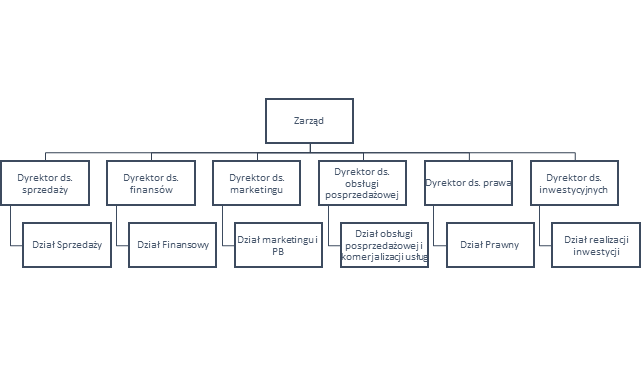 Zarząd
Dyrektor ds.
sprzedaży
Dyrektor ds.
finansów
Dyrektor ds.
marketingu
Dyrektor ds.
obsługi
posprzedażowej
Dyrektor ds. prawa
Dyrektor ds.
inwestycyjnych
Dział Sprzedaży
Dział Finansowy
Dział marketingu i
PB
Dział obsługi
posprzedażowej i
komerjalizacji usług
Dział Prawny
Dział realizacji
inwestycji